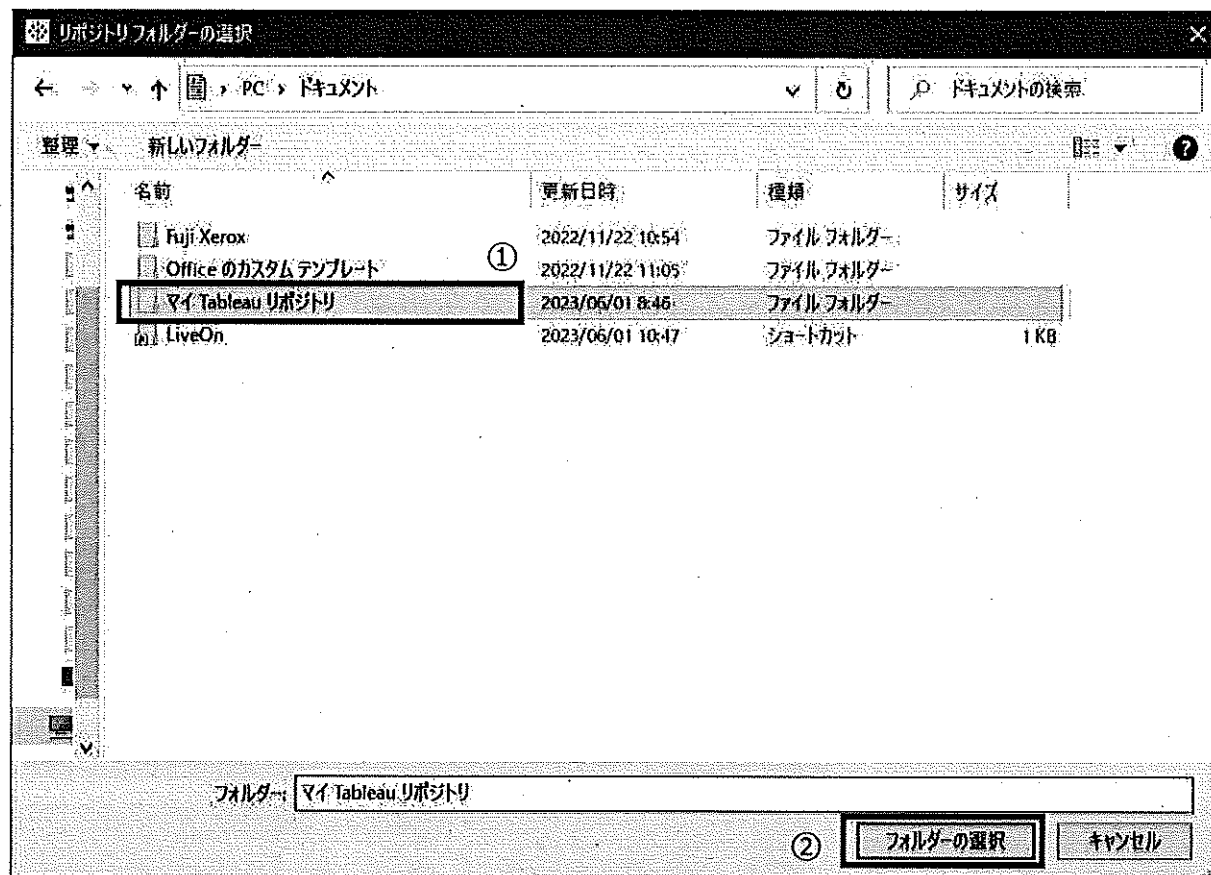 リポジトリ フォルダーの選択
PC › ドキュメント
ドキュメントの検索
整理
新しいフォルダー
名前 更新日時 種類 サイズ
Fuji Xerox 2022/11/22 10:54 ファイル フォルダー
①
Office のカスタム テンプレート 2022/11/22 11:05 ファイル フォルダー
マイ Tableau リポジトリ 2023/06/01 8:46 ファイル フォルダー
LiveOn 2023/06/01 10:47 ショートカット 1 KB
フォルダー: マイ Tableau リポジトリ
② フォルダーの選択 キャンセル